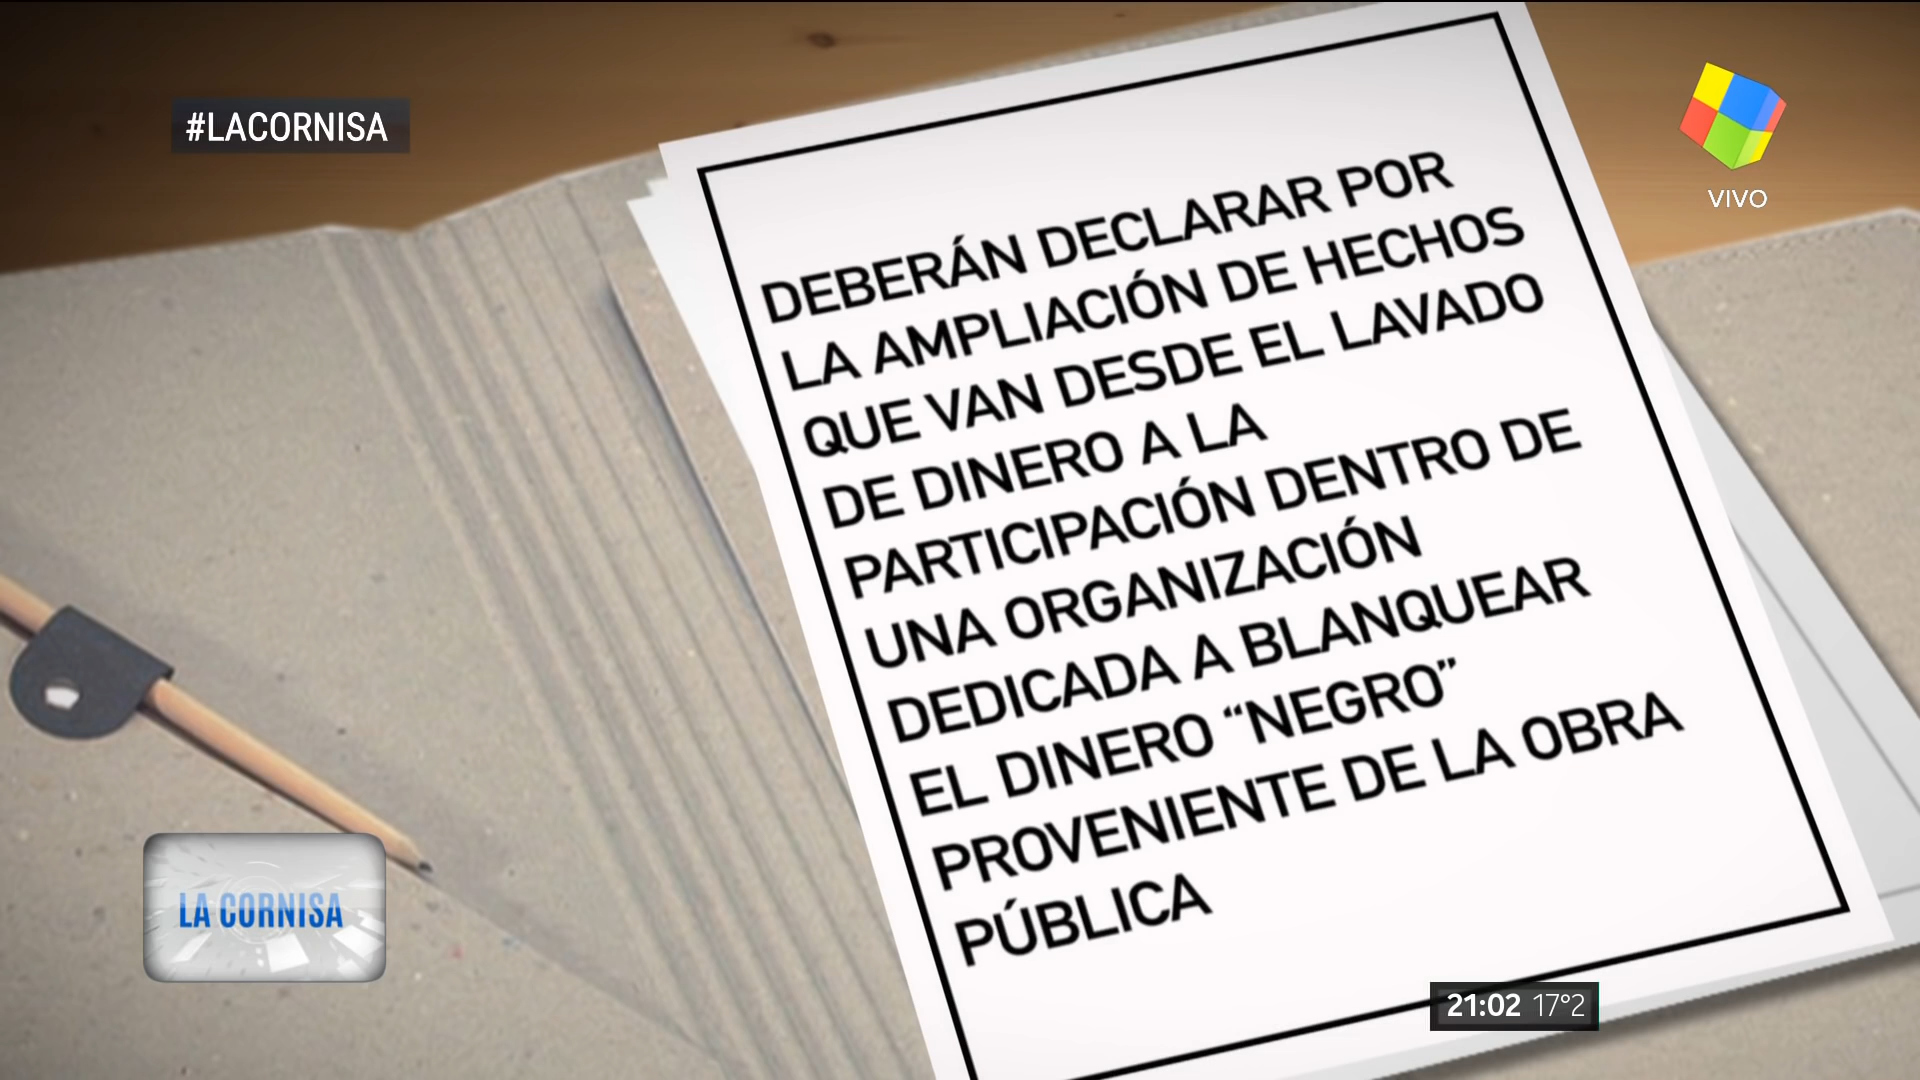 #LACORNISA
VIVO
DEBERÁN DECLARAR POR
LA AMPLIACIÓN DE HECHOS
QUE VAN DESDE EL LAVADO
DE DINERO A LA
PARTICIPACIÓN DENTRO DE
UNA ORGANIZACIÓN
DEDICADA A BLANQUEAR
EL DINERO “NEGRO”
PROVENIENTE DE LA OBRA
PÚBLICA
LA CORNISA
21:02 17°2